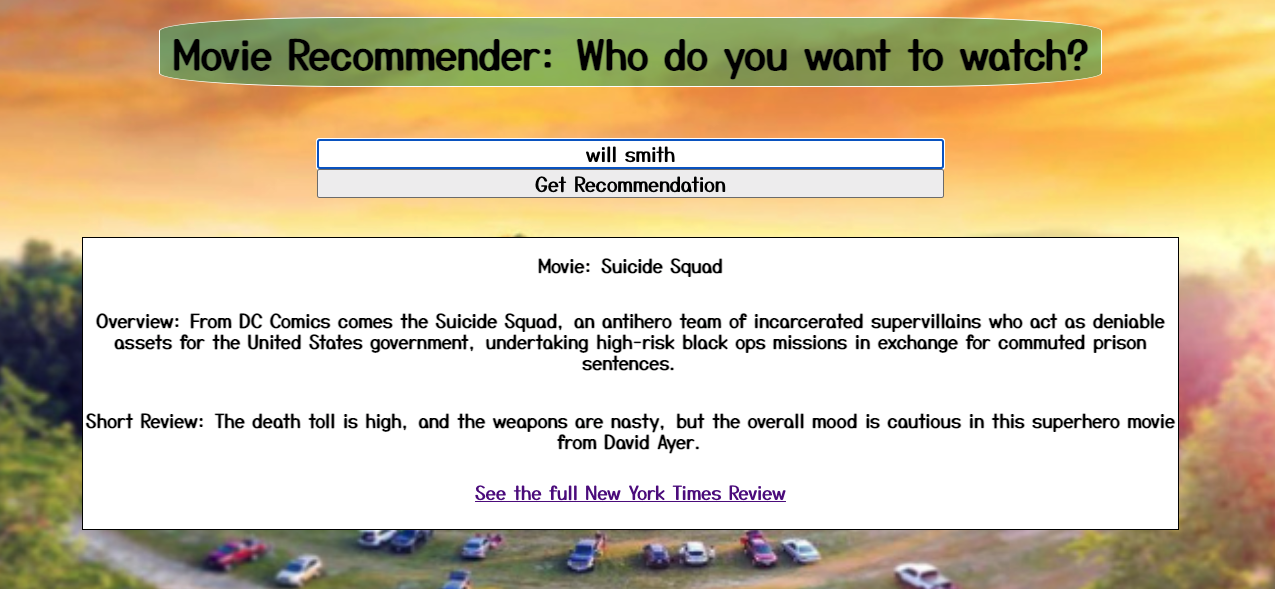 Movie Recommender: Who do you want to watch?
will smith
Get Recommendation
Movie: Suicide Squad
Overview: From DC Comics comes the Suicide Squad, an antihero team of incarcerated supervillains who act as deniable
assets for the United States government, undertaking high-risk black ops missions in exchange for commuted prison
sentences.
Short Review: The death toll is high, and the weapons are nasty, but the overall mood is cautious in this superhero movie
from David Ayer.
See the full New York Times Review